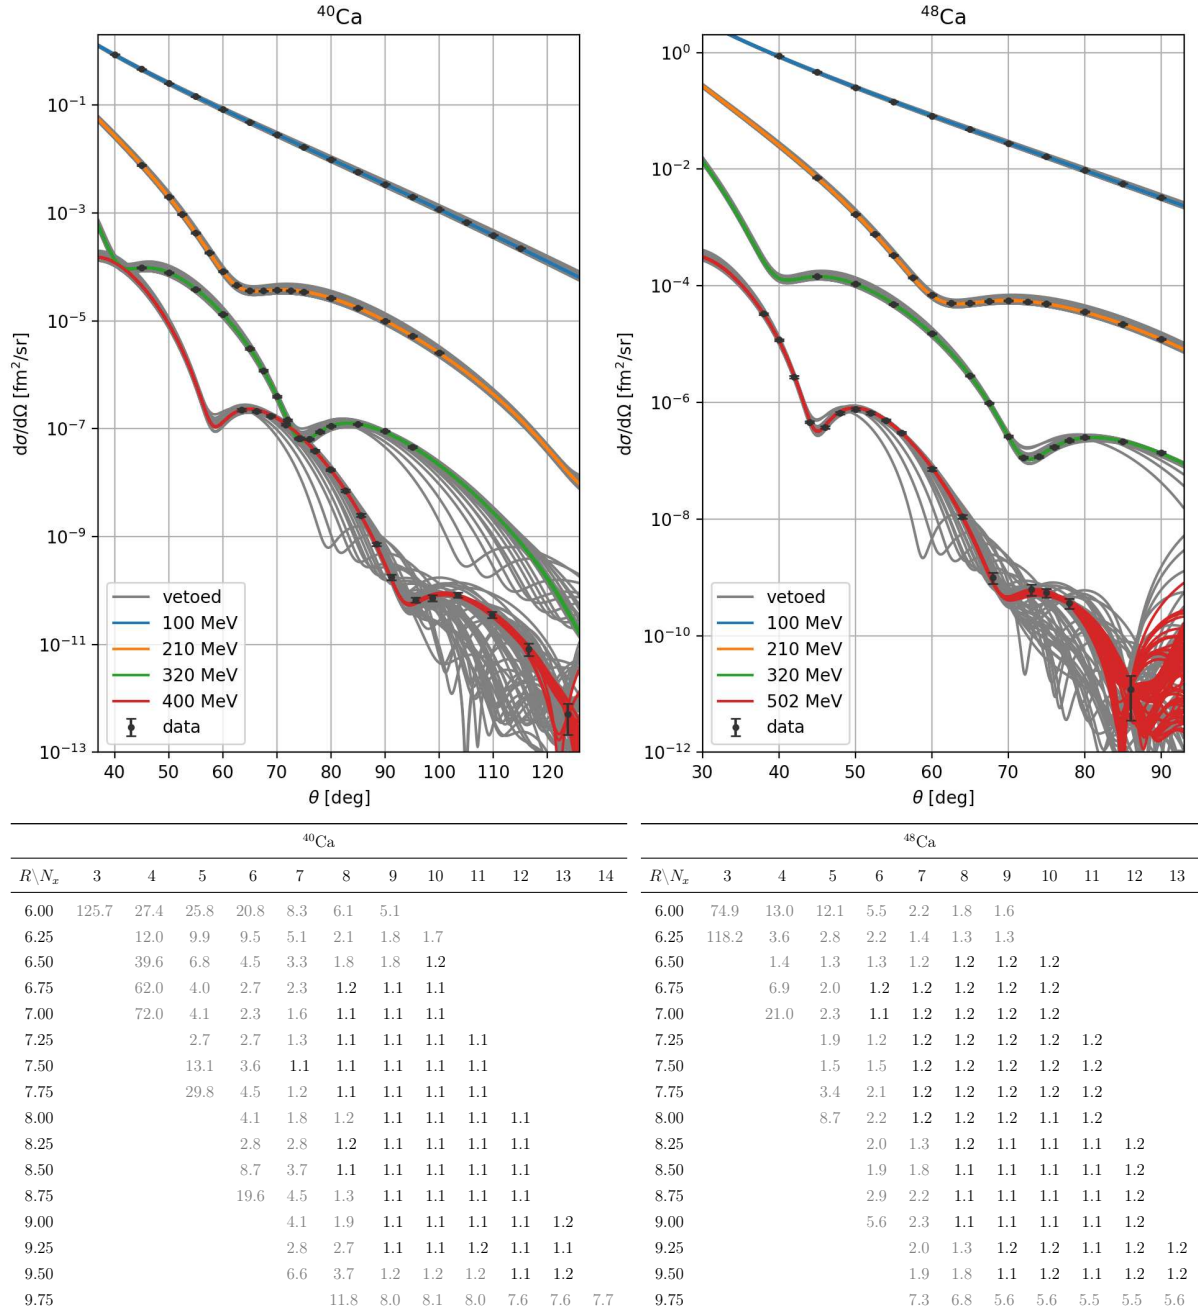 ⁴⁰Ca
⁴⁸Ca
dσ/dΩ [fm²/sr]
10⁻¹
10⁻³
10⁻⁵
10⁻⁷
10⁻⁹
10⁻¹¹
10⁻¹³
vetoed
100 MeV
210 MeV
320 MeV
400 MeV
data
40 50 60 70 80 90 100 110 120
θ [deg]
dσ/dΩ [fm²/sr]
10⁰
10⁻²
10⁻⁴
10⁻⁶
10⁻⁸
10⁻¹⁰
10⁻¹²
vetoed
100 MeV
210 MeV
320 MeV
502 MeV
data
30 40 50 60 70 80 90
θ [deg]
⁴⁰Ca
R\Nₓ 3 4 5 6 7 8 9 10 11 12 13 14
6.00 125.7 27.4 25.8 20.8 8.3 6.1 5.1
6.25 12.0 9.9 9.5 5.1 2.1 1.8 1.7
6.50 39.6 6.8 4.5 3.3 1.8 1.8 1.2
6.75 62.0 4.0 2.7 2.3 1.2 1.1 1.1
7.00 72.0 4.1 2.3 1.6 1.1 1.1 1.1
7.25 2.7 2.7 1.3 1.1 1.1 1.1 1.1
7.50 13.1 3.6 1.1 1.1 1.1 1.1 1.1
7.75 29.8 4.5 1.2 1.1 1.1 1.1 1.1
8.00 4.1 1.8 1.2 1.1 1.1 1.1 1.1
8.25 2.8 2.8 1.2 1.1 1.1 1.1 1.1
8.50 8.7 3.7 1.1 1.1 1.1 1.1 1.1
8.75 19.6 4.5 1.3 1.1 1.1 1.1 1.1
9.00 4.1 1.9 1.1 1.1 1.1 1.1 1.2
9.25 2.8 2.7 1.1 1.1 1.2 1.1 1.1
9.50 6.6 3.7 1.2 1.2 1.2 1.1 1.2
9.75 11.8 8.0 8.1 8.0 7.6 7.6 7.7
⁴⁸Ca
R\Nₓ 3 4 5 6 7 8 9 10 11 12 13
6.00 74.9 13.0 12.1 5.5 2.2 1.8 1.6
6.25 118.2 3.6 2.8 2.2 1.4 1.3 1.3
6.50 1.4 1.3 1.3 1.2 1.2 1.2 1.2
6.75 6.9 2.0 1.2 1.2 1.2 1.2 1.2
7.00 21.0 2.3 1.1 1.2 1.2 1.2 1.2
7.25 1.9 1.2 1.2 1.2 1.2 1.2 1.2
7.50 1.5 1.5 1.2 1.2 1.2 1.2 1.2
7.75 3.4 2.1 1.2 1.2 1.2 1.2 1.2
8.00 8.7 2.2 1.2 1.2 1.2 1.1 1.2
8.25 2.0 1.3 1.2 1.1 1.1 1.1 1.2
8.50 1.9 1.8 1.1 1.1 1.1 1.1 1.2
8.75 2.9 2.2 1.1 1.1 1.1 1.1 1.2
9.00 5.6 2.3 1.1 1.1 1.1 1.1 1.2
9.25 2.0 1.3 1.2 1.2 1.1 1.2 1.2
9.50 1.9 1.8 1.1 1.2 1.1 1.2 1.2
9.75 7.3 6.8 5.6 5.6 5.5 5.5 5.6